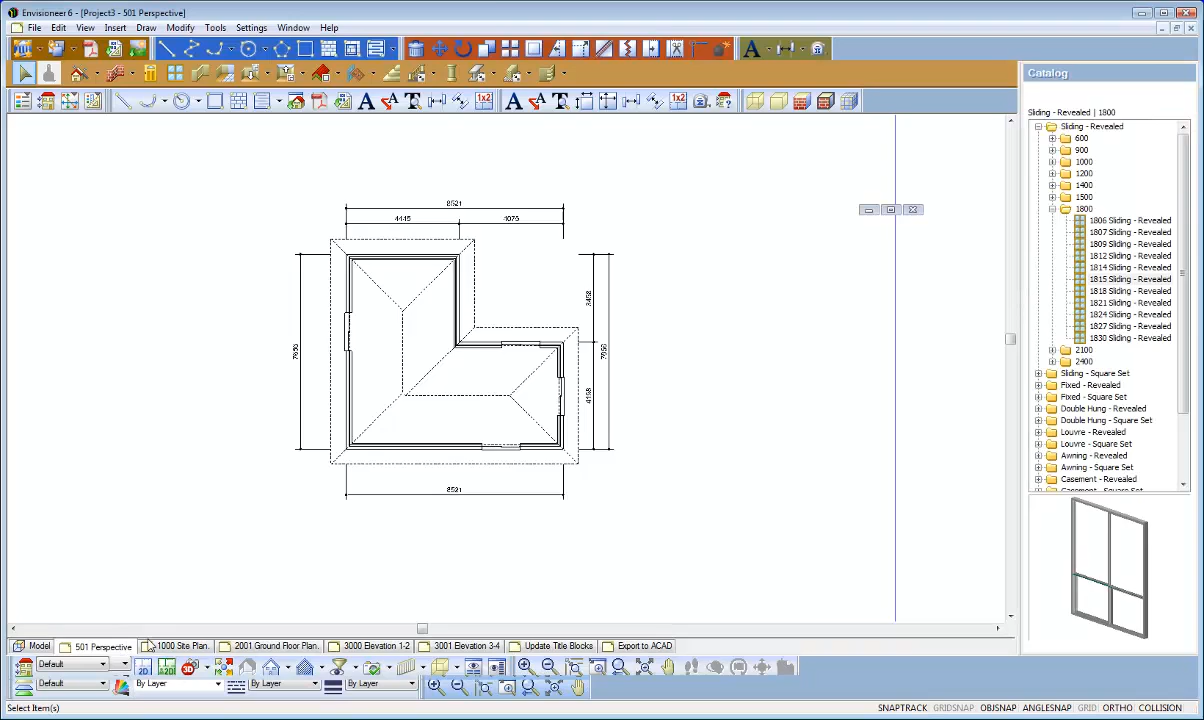 Envisioneer 6 - [Project3 - 501 Perspective]
File Edit View Insert Draw Modify Tools Settings Window Help
Catalog
Sliding - Revealed | 1800
Sliding - Revealed
600
900
1000
1200
1400
1500
1800
1806 Sliding - Revealed
1807 Sliding - Revealed
1809 Sliding - Revealed
1812 Sliding - Revealed
1814 Sliding - Revealed
1815 Sliding - Revealed
1818 Sliding - Revealed
1821 Sliding - Revealed
1824 Sliding - Revealed
1827 Sliding - Revealed
1830 Sliding - Revealed
2100
2400
Sliding - Square Set
Fixed - Revealed
Fixed - Square Set
Double Hung - Revealed
Double Hung - Square Set
Louvre - Revealed
Louvre - Square Set
Awning - Revealed
Awning - Square Set
Casement - Revealed
8521
4445 4076
4198
8521
Model 501 Perspective 1000 Site Plan. 2001 Ground Floor Plan. 3000 Elevation 1-2 3001 Elevation 3-4 Update Title Blocks Export to ACAD
Default 2D 3D
Default By Layer By Layer By Layer
Select Item(s) SNAPTRACK GRIDSNAP OBJSNAP ANGLESNAP GRID ORTHO COLLISION